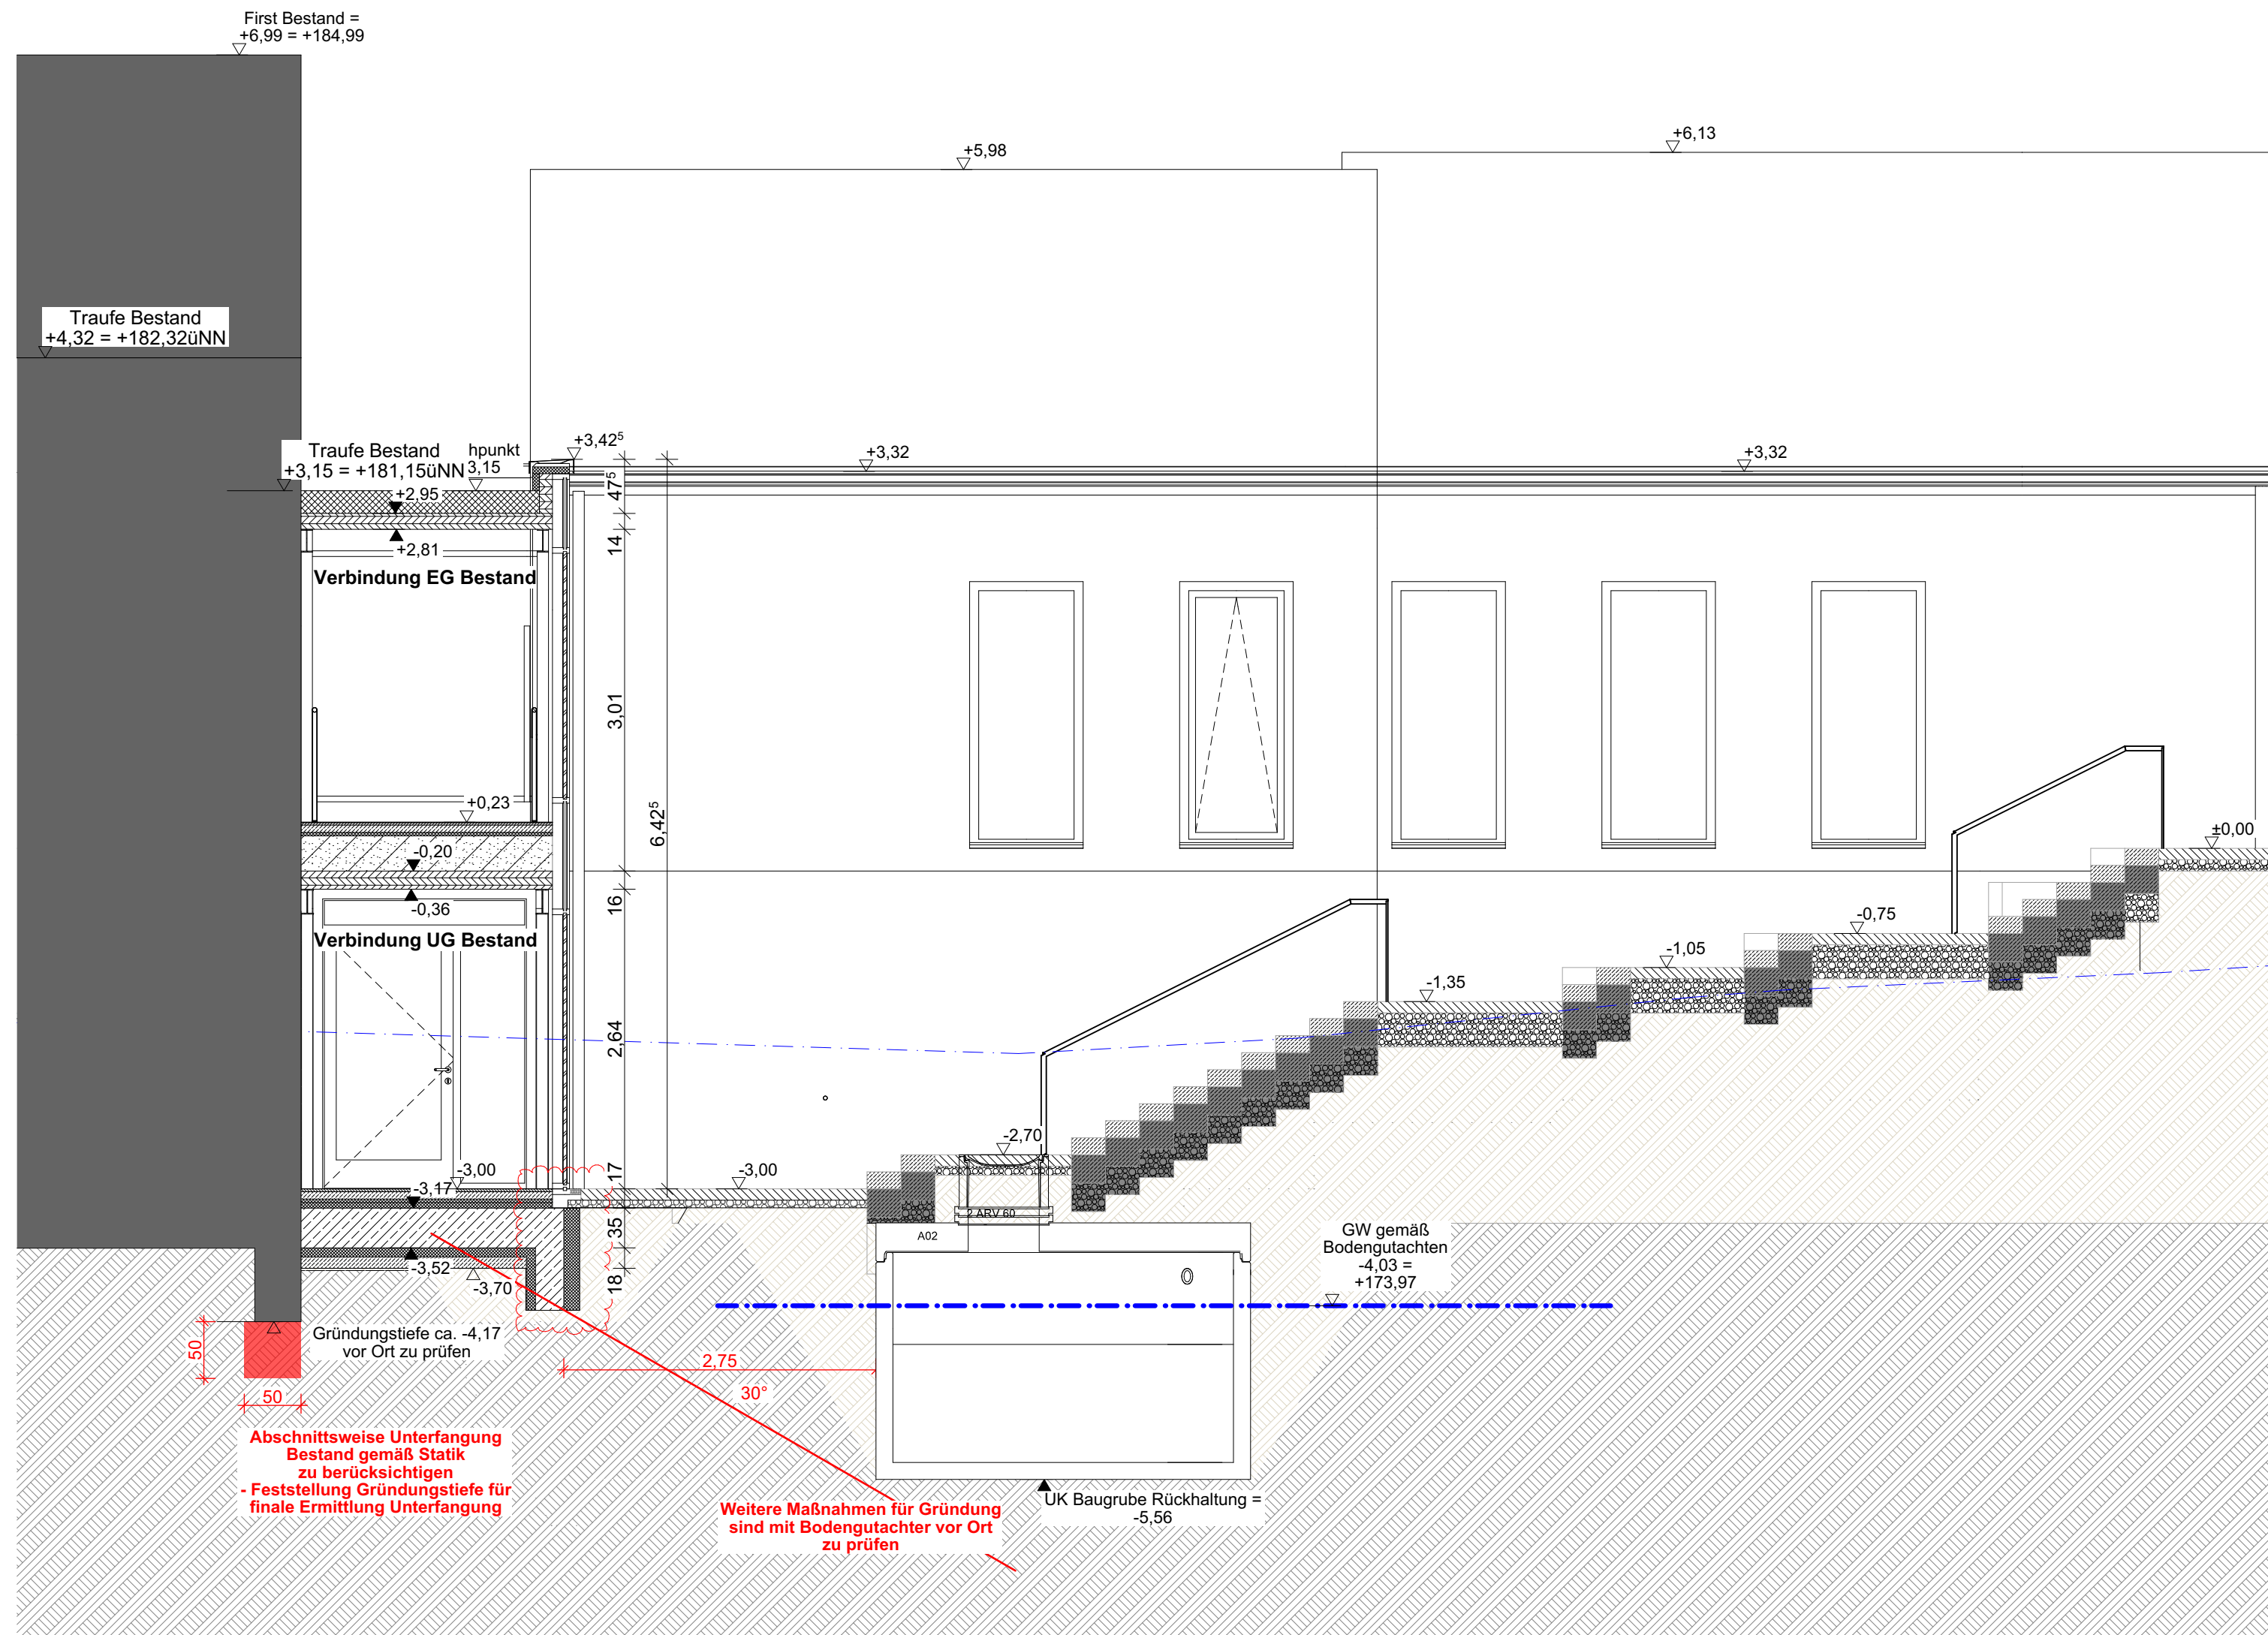 First Bestand =
+6,99 = +184,99
+6,13
+5,98
Traufe Bestand
+4,32 = +182,32üNN
+3,42⁵
+3,32
+3,32
Traufe Bestand
+3,15 = +181,15üNN
hpunkt
3,15
+2,95
47⁵
14
+2,81
Verbindung EG Bestand
3,01
+0,23
6,42⁵
±0,00
-0,20
16
-0,36
-0,75
Verbindung UG Bestand
-1,05
-1,35
2,64
-2,70
-3,00
-3,00
17
-3,17
2 ARV 60
A02
35
GW gemäß
Bodengutachten
-4,03 =
+173,97
-3,52
-3,70
18
Gründungstiefe ca. -4,17
vor Ort zu prüfen
50
50
2,75
30°
Abschnittsweise Unterfangung
Bestand gemäß Statik
zu berücksichtigen
- Feststellung Gründungstiefe für
finale Ermittlung Unterfangung
Weitere Maßnahmen für Gründung
sind mit Bodengutachter vor Ort
zu prüfen
UK Baugrube Rückhaltung =
-5,56